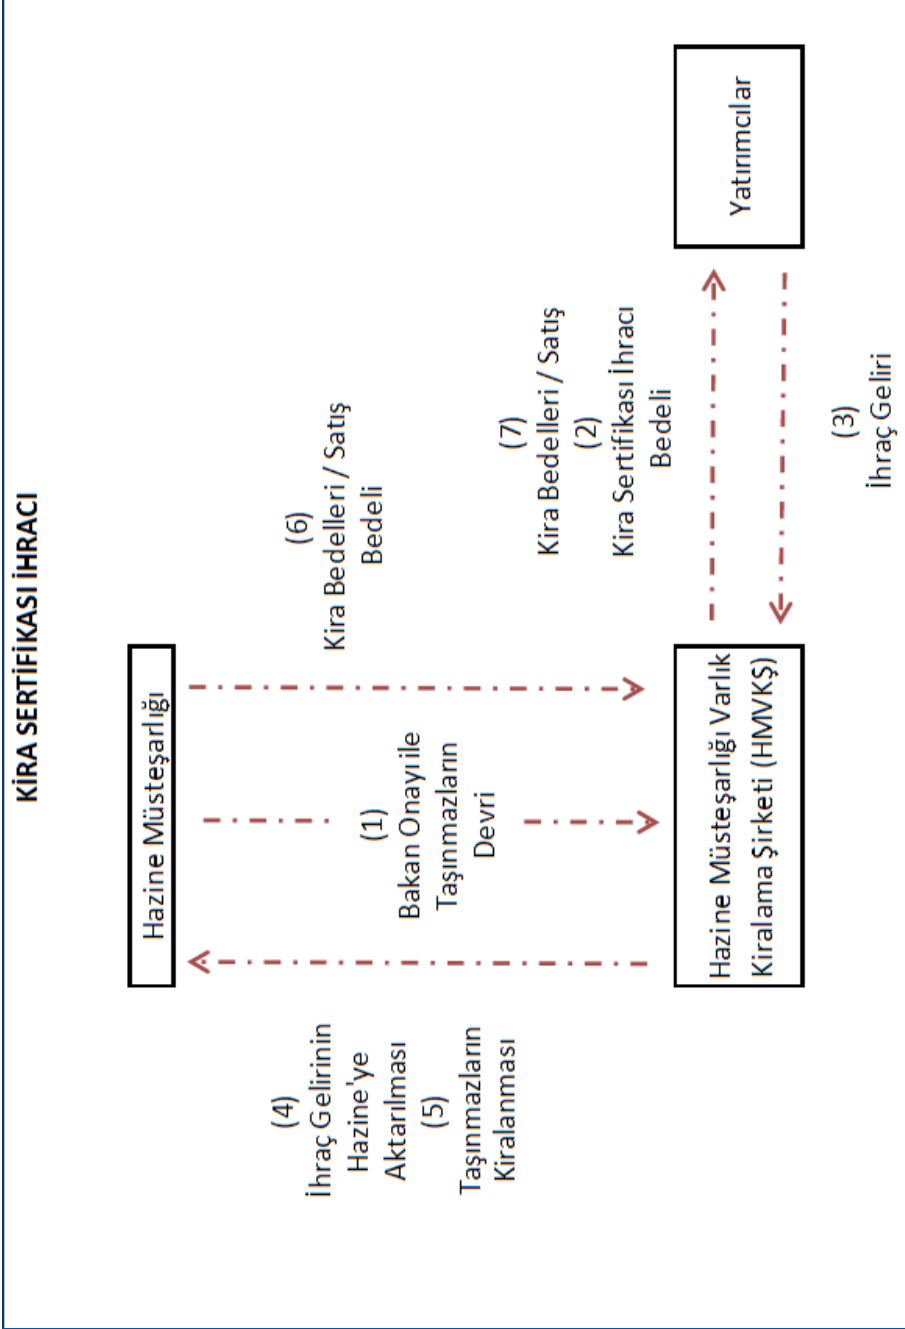 KİRA SERTİFİKASI İHRACI
Hazine Müsteşarlığı
(4)
İhraç Gelirinin
Hazine'ye
Aktarılması
(5)
Taşınmazların
Kiralanması
(1)
Bakan Onayı ile
Taşınmazların
Devri
(6)
Kira Bedelleri / Satış
Bedeli
(7)
Kira Bedelleri / Satış
(2)
Kira Sertifikası İhracı
Bedeli
Hazine Müsteşarlığı Varlık
Kiralama Şirketi (HMVKŞ)
Yatırımcılar
(3)
İhraç Geliri